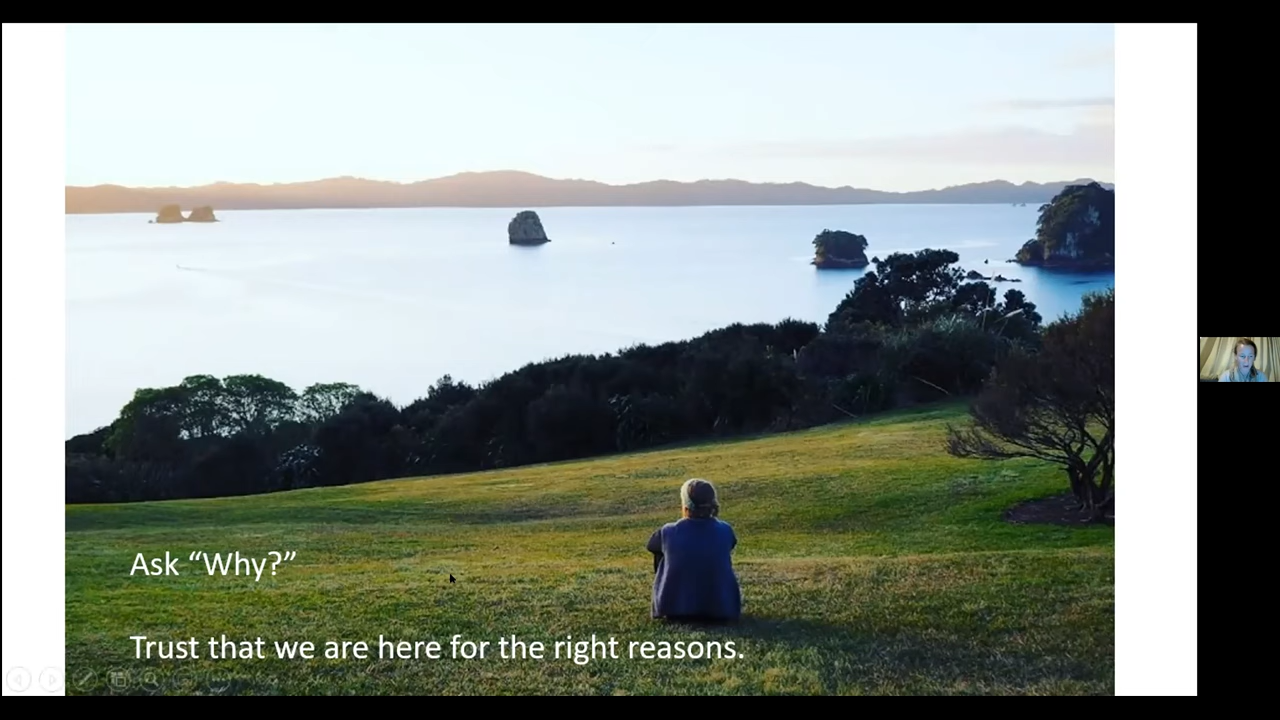 Ask “Why?”
Trust that we are here for the right reasons.